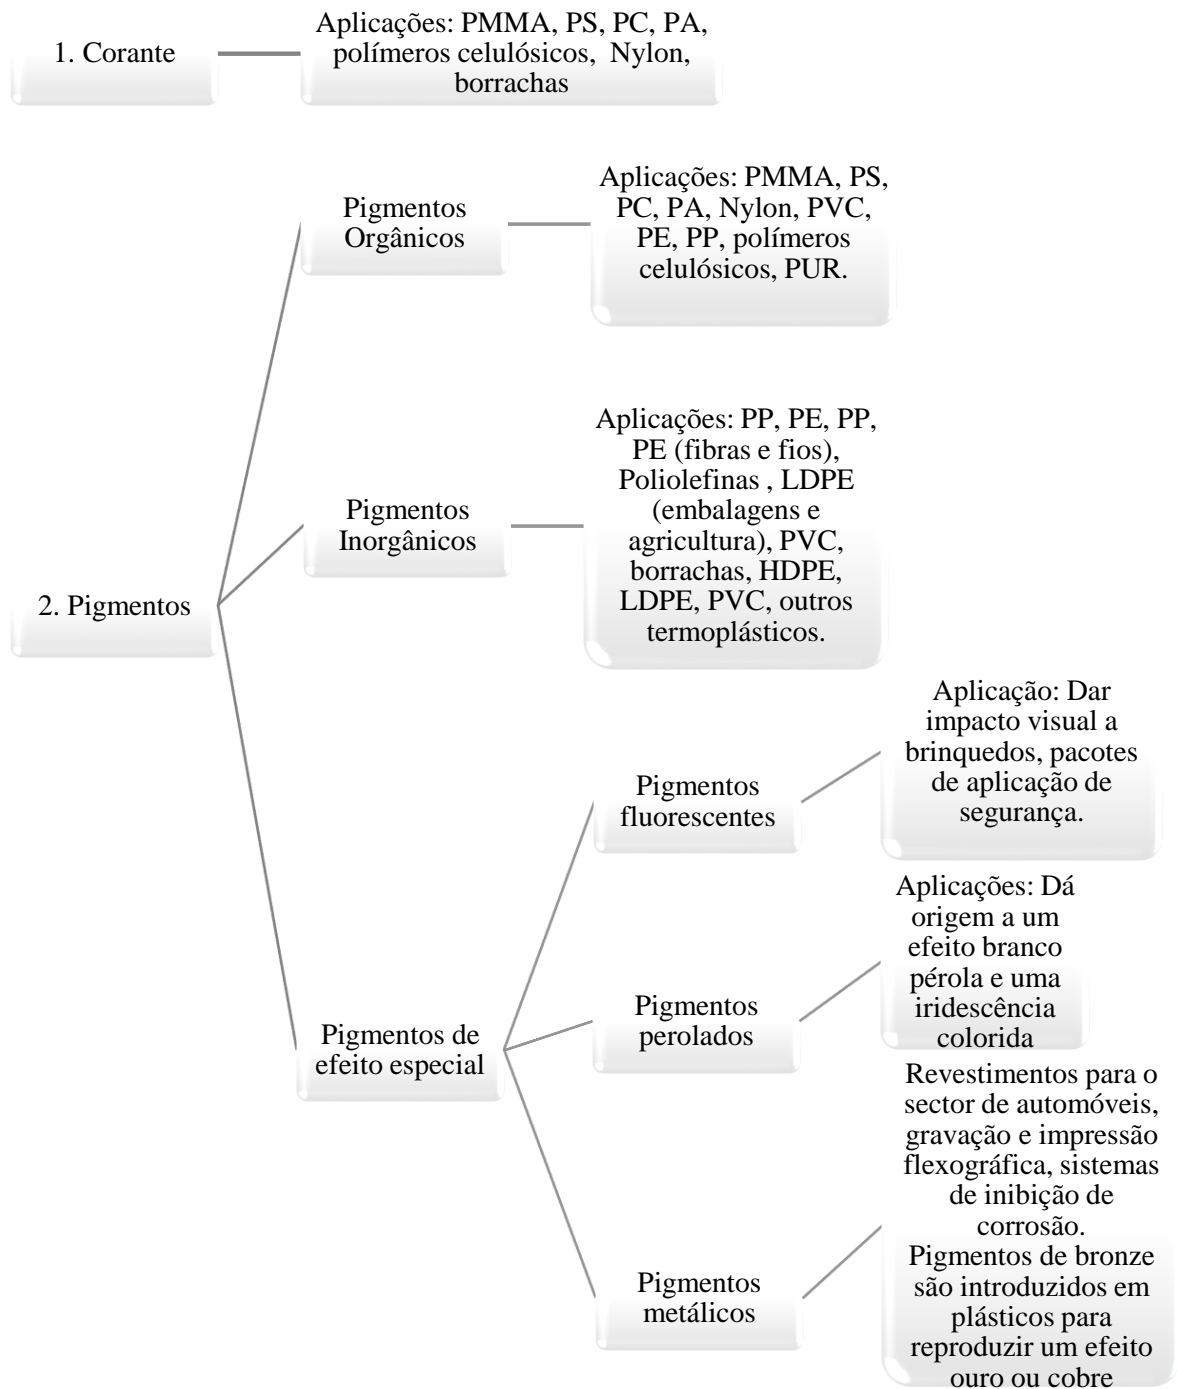 1. Corante
Aplicações: PMMA, PS, PC, PA,
polímeros celulósicos, Nylon,
borrachas
Pigmentos
Orgânicos
Aplicações: PMMA, PS,
PC, PA, Nylon, PVC,
PE, PP, polímeros
celulósicos, PUR.
Pigmentos
Inorgânicos
Aplicações: PP, PE, PP,
PE (fibras e fios),
Poliolefinas , LDPE
(embalagens e
agricultura), PVC,
borrachas, HDPE,
LDPE, PVC, outros
termoplásticos.
2. Pigmentos
Pigmentos de
efeito especial
Pigmentos
fluorescentes
Aplicação: Dar
impacto visual a
brinquedos, pacotes
de aplicação de
segurança.
Pigmentos
perolados
Aplicações: Dá
origem a um
efeito branco
pérola e uma
iridescência
colorida
Pigmentos
metálicos
Revestimentos para o
sector de automóveis,
gravação e impressão
flexográfica, sistemas
de inibição de
corrosão.
Pigmentos de bronze
são introduzidos em
plásticos para
reproduzir um efeito
ouro ou cobre